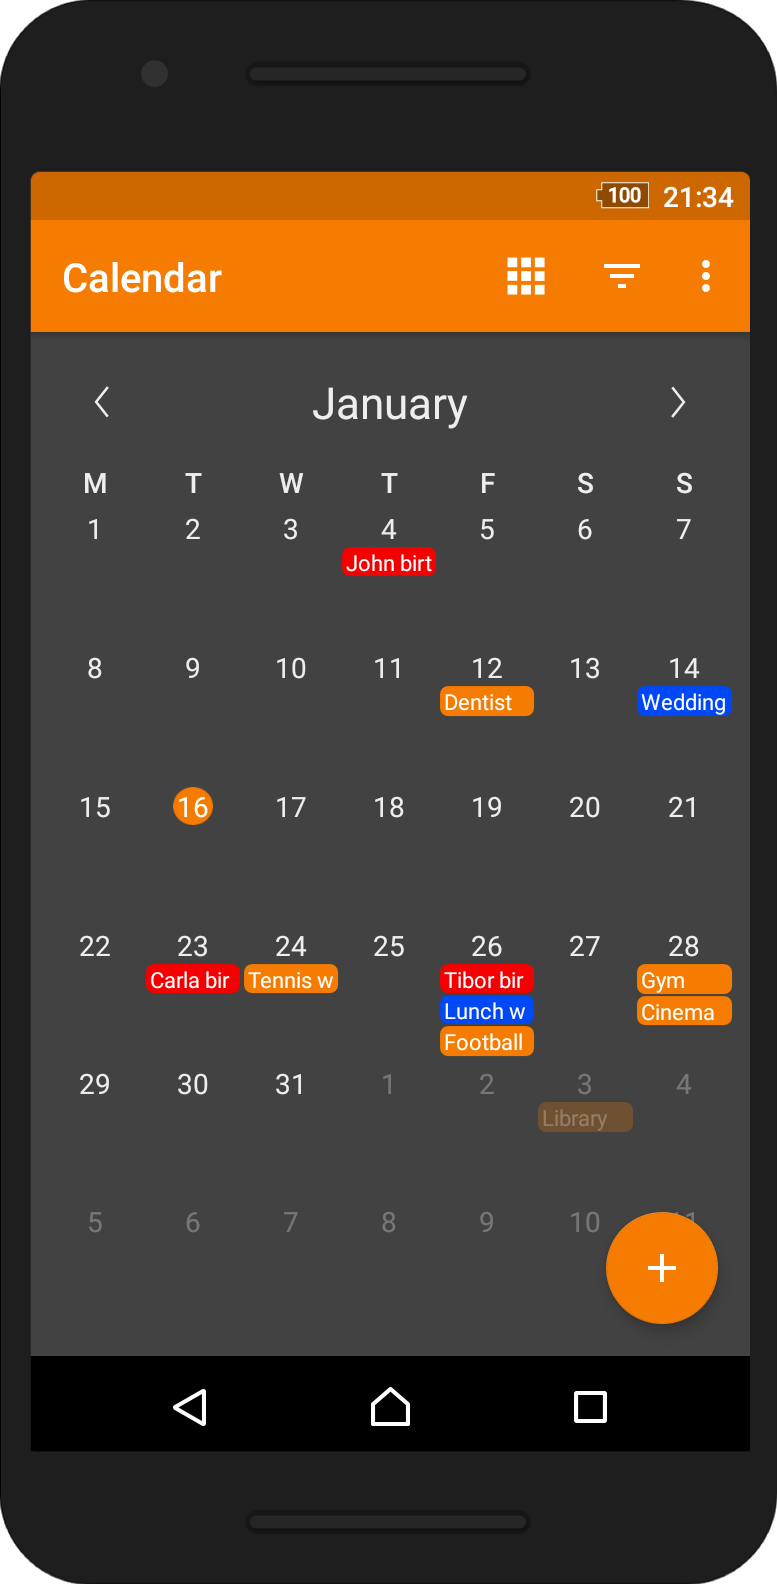 100 21:34
Calendar
January
M T W T F S S
1 2 3 4 5 6 7
John birt
8 9 10 11 12 13 14
Dentist Wedding
15 16 17 18 19 20 21
22 23 24 25 26 27 28
Carla bir Tennis w Tibor bir Gym
Lunch w Cinema
Football
29 30 31 1 2 3 4
Library
5 6 7 8 9 10 11